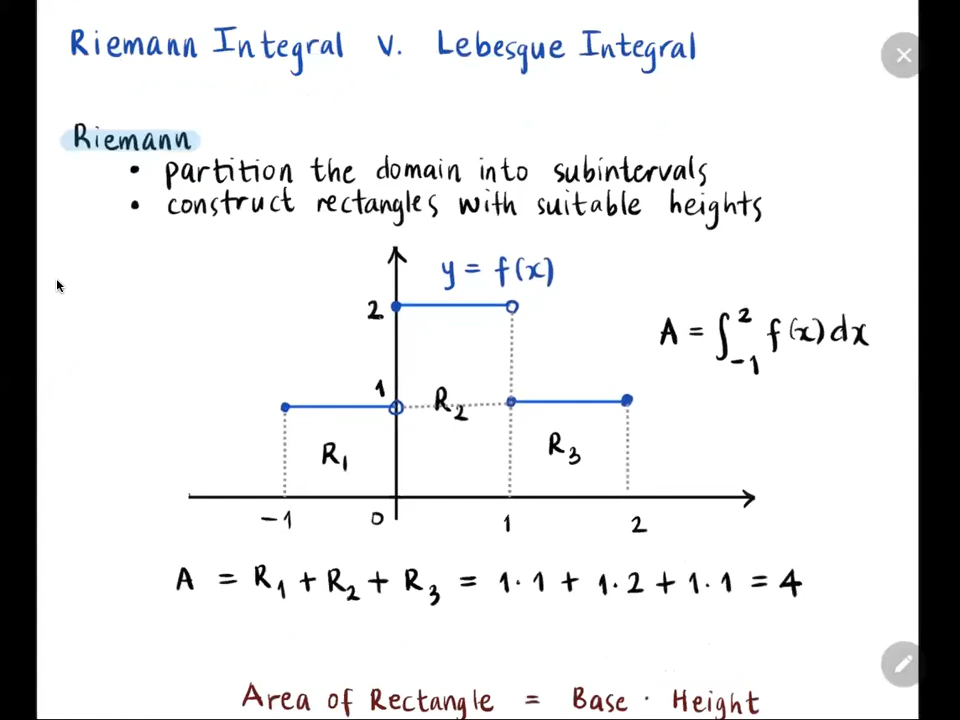 Riemann Integral v. Lebesgue Integral
Riemann
• partition the domain into subintervals
• construct rectangles with suitable heights
y = f(x)
2
A = ∫₋₁² f(x)dx
1
R₂
R₁
R₃
−1
0
1
2
A = R₁ + R₂ + R₃ = 1·1 + 1·2 + 1·1 = 4
Area of Rectangle = Base · Height